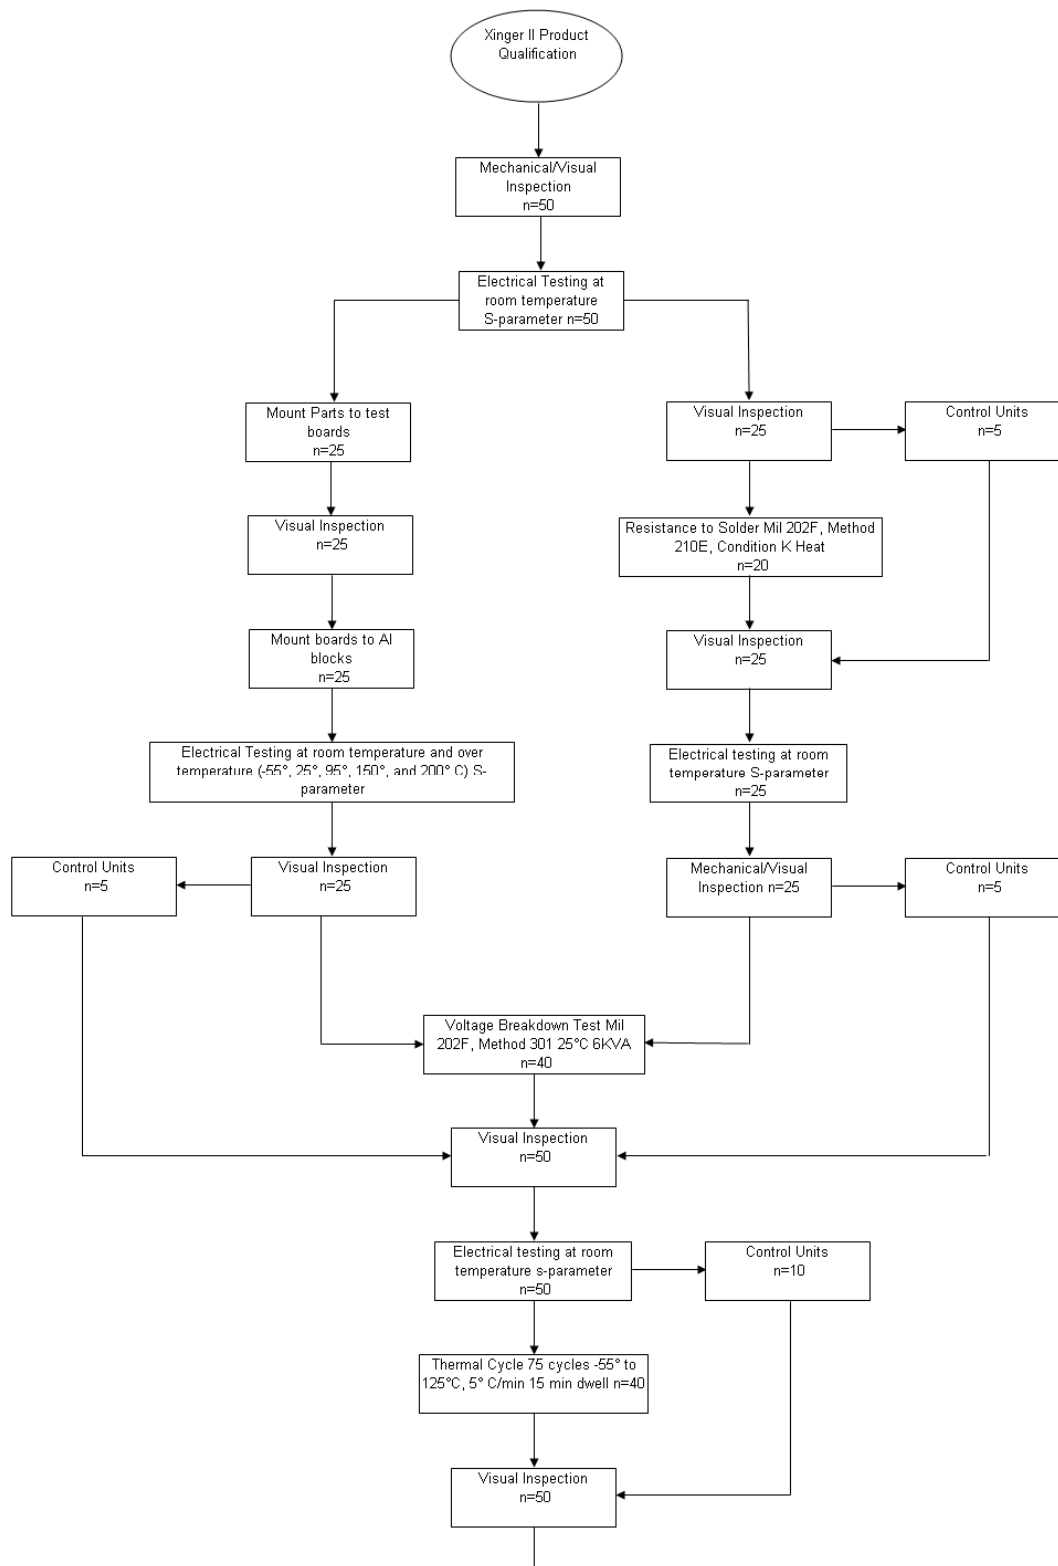 Xinger II Product
Qualification
Mechanical/Visual
Inspection
n=50
Electrical Testing at
room temperature
S-parameter n=50
Mount Parts to test
boards
n=25
Visual Inspection
n=25
Control Units
n=5
Visual Inspection
n=25
Resistance to Solder Mil 202F, Method
210E, Condition K Heat
n=20
Mount boards to Al
blocks
n=25
Visual Inspection
n=25
Electrical Testing at room temperature and over
temperature (-55°, 25°, 95°, 150°, and 200° C) S-
parameter
Electrical testing at room
temperature S-parameter
n=25
Control Units
n=5
Visual Inspection
n=25
Mechanical/Visual
Inspection n=25
Control Units
n=5
Voltage Breakdown Test Mil
202F, Method 301 25°C 6KVA
n=40
Visual Inspection
n=50
Electrical testing at room
temperature s-parameter
n=50
Control Units
n=10
Thermal Cycle 75 cycles -55° to
125°C, 5° C/min 15 min dwell n=40
Visual Inspection
n=50